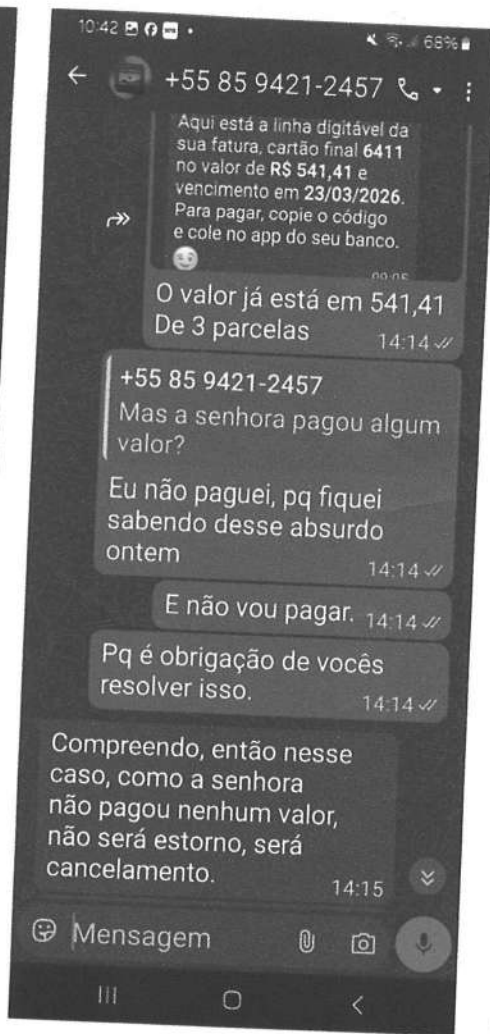 10:42
68%
+55 85 9421-2457
Aqui está a linha digitável da
sua fatura, cartão final 6411
no valor de R$ 541,41 e
vencimento em 23/03/2026.
Para pagar, copie o código
e cole no app do seu banco.
O valor já está em 541,41
De 3 parcelas
14:14
+55 85 9421-2457
Mas a senhora pagou algum
valor?
Eu não paguei, pq fiquei
sabendo desse absurdo
ontem
14:14
E não vou pagar. 14:14
Pq é obrigação de vocês
resolver isso.
14:14
Compreendo, então nesse
caso, como a senhora
não pagou nenhum valor,
não será estorno, será
cancelamento.
14:15
Mensagem